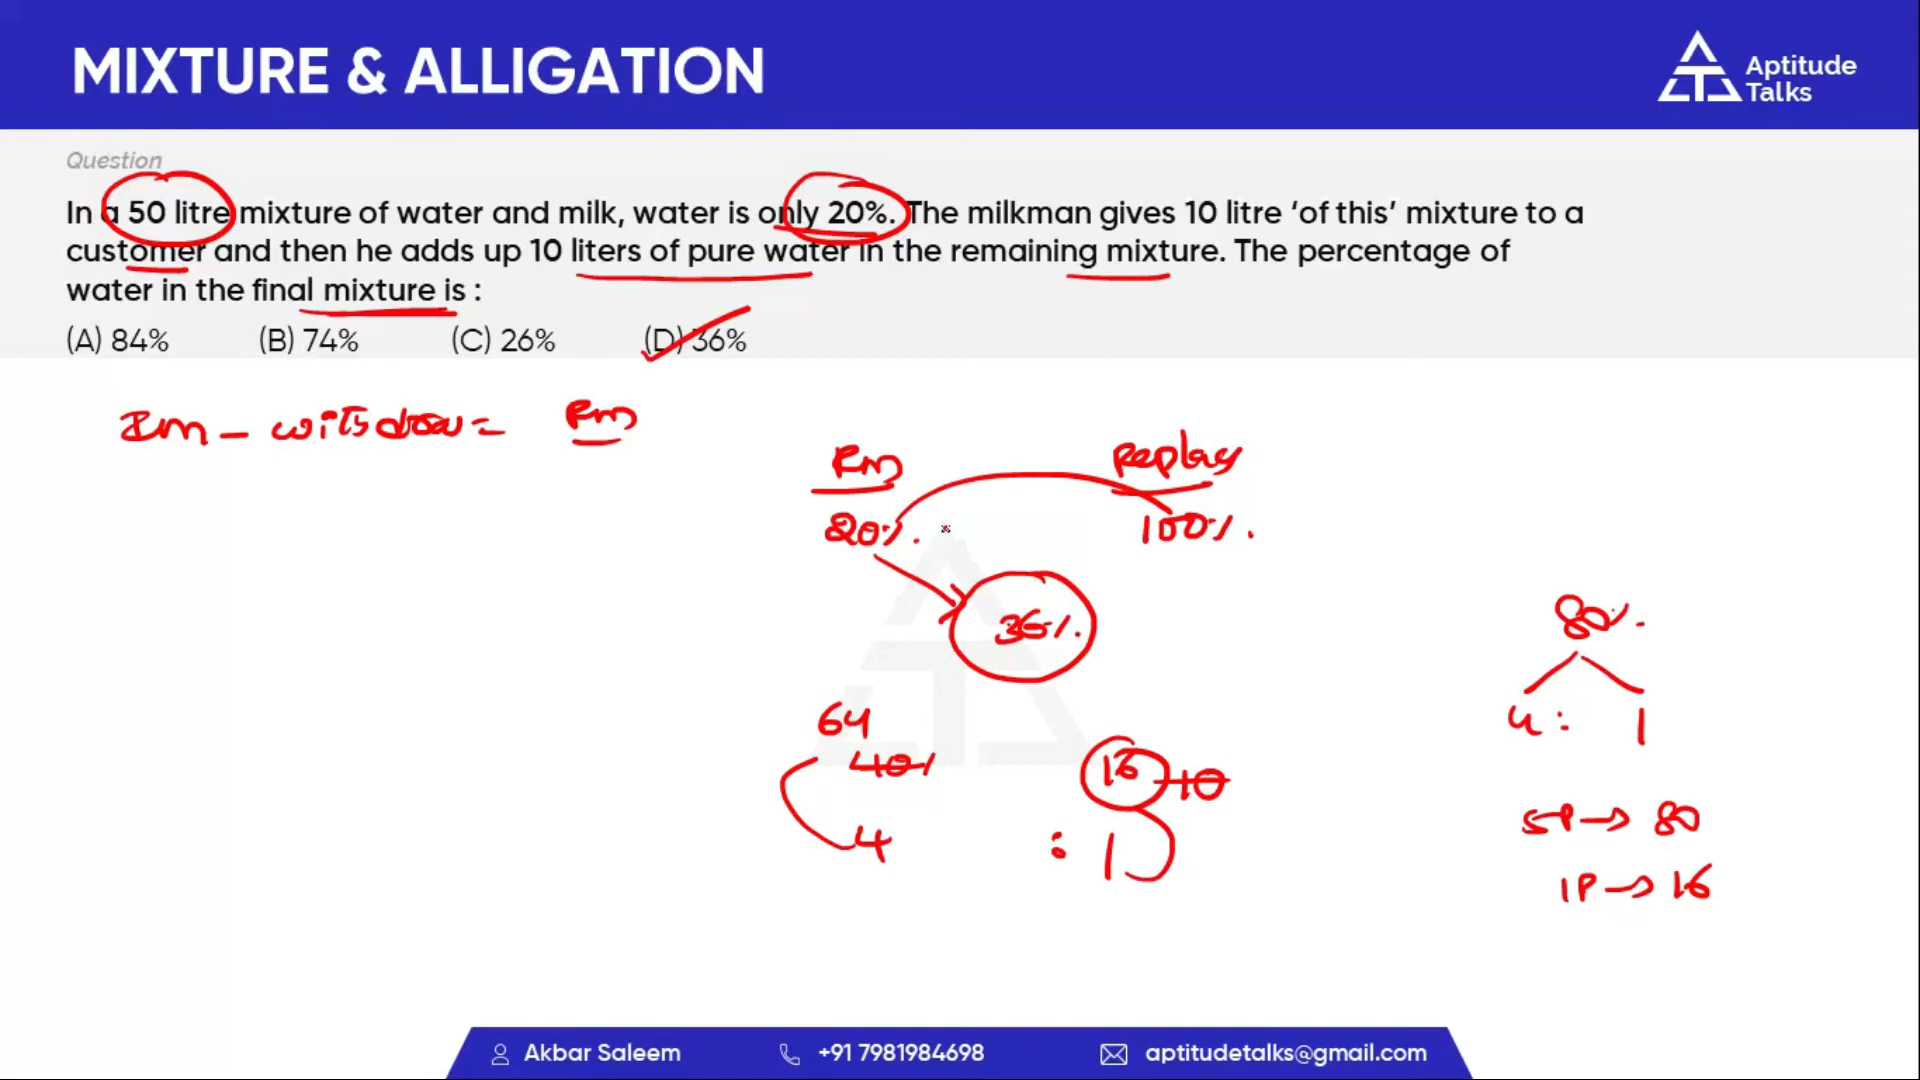 MIXTURE & ALLIGATION
Aptitude
Talks
Question
In a 50 litre mixture of water and milk, water is only 20%. The milkman gives 10 litre ‘of this’ mixture to a
customer and then he adds up 10 liters of pure water in the remaining mixture. The percentage of
water in the final mixture is :
(A) 84% (B) 74% (C) 26% (D) 36%
Im - =
Rm
Rm
20%. 100%.
36%.
80%.
64
4 : 1
40 16 10
4 : 1
5P → 80
1P → 16
Akbar Saleem +91 7981984698 aptitudetalks@gmail.com